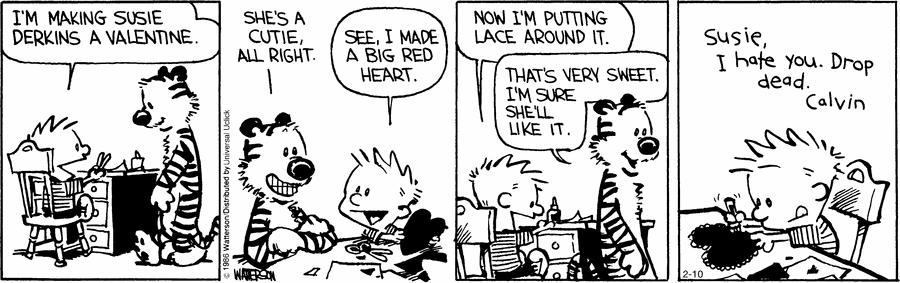 I'M MAKING SUSIE
DERKINS A VALENTINE.
SHE'S A
CUTIE,
ALL RIGHT.
SEE, I MADE
A BIG RED
HEART.
© 1986 Watterson/Distributed by Universal Uclick
WATTERSON
NOW I'M PUTTING
LACE AROUND IT.
THAT'S VERY SWEET.
I'M SURE
SHE'LL
LIKE IT.
Susie,
I hate you. Drop
dead.
Calvin
2-10